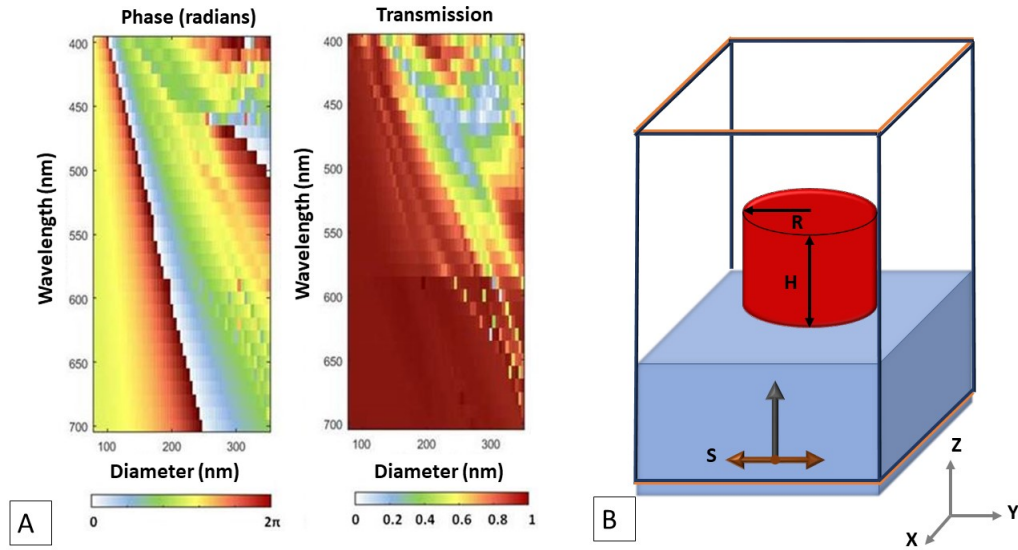 Phase (radians)
Transmission
Wavelength (nm)
400
450
500
550
600
650
700
100
200
300
Diameter (nm)
0
2π
Wavelength (nm)
400
450
500
550
600
650
700
100
200
300
Diameter (nm)
0 0.2 0.4 0.6 0.8 1
A
R
H
S
B
Z
Y
X